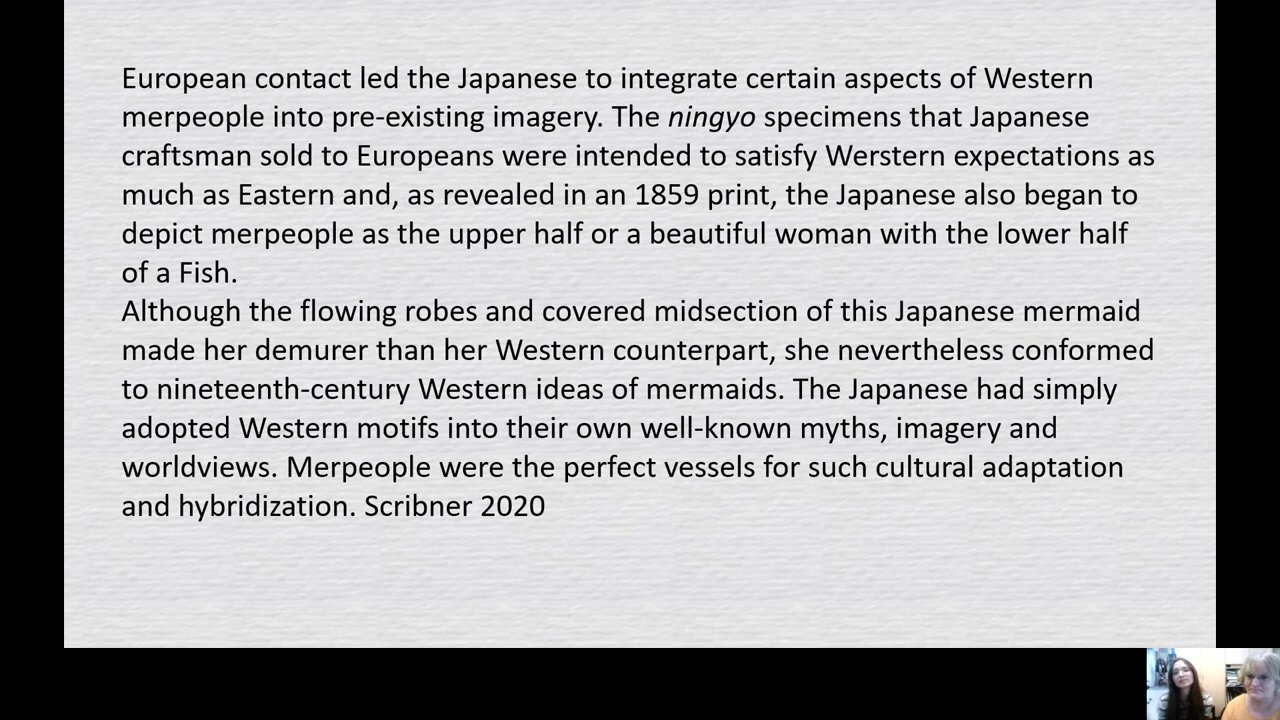 European contact led the Japanese to integrate certain aspects of Western
merpeople into pre-existing imagery. The ningyo specimens that Japanese
craftsman sold to Europeans were intended to satisfy Werstern expectations as
much as Eastern and, as revealed in an 1859 print, the Japanese also began to
depict merpeople as the upper half or a beautiful woman with the lower half
of a Fish.
Although the flowing robes and covered midsection of this Japanese mermaid
made her demurer than her Western counterpart, she nevertheless conformed
to nineteenth-century Western ideas of mermaids. The Japanese had simply
adopted Western motifs into their own well-known myths, imagery and
worldviews. Merpeople were the perfect vessels for such cultural adaptation
and hybridization. Scribner 2020